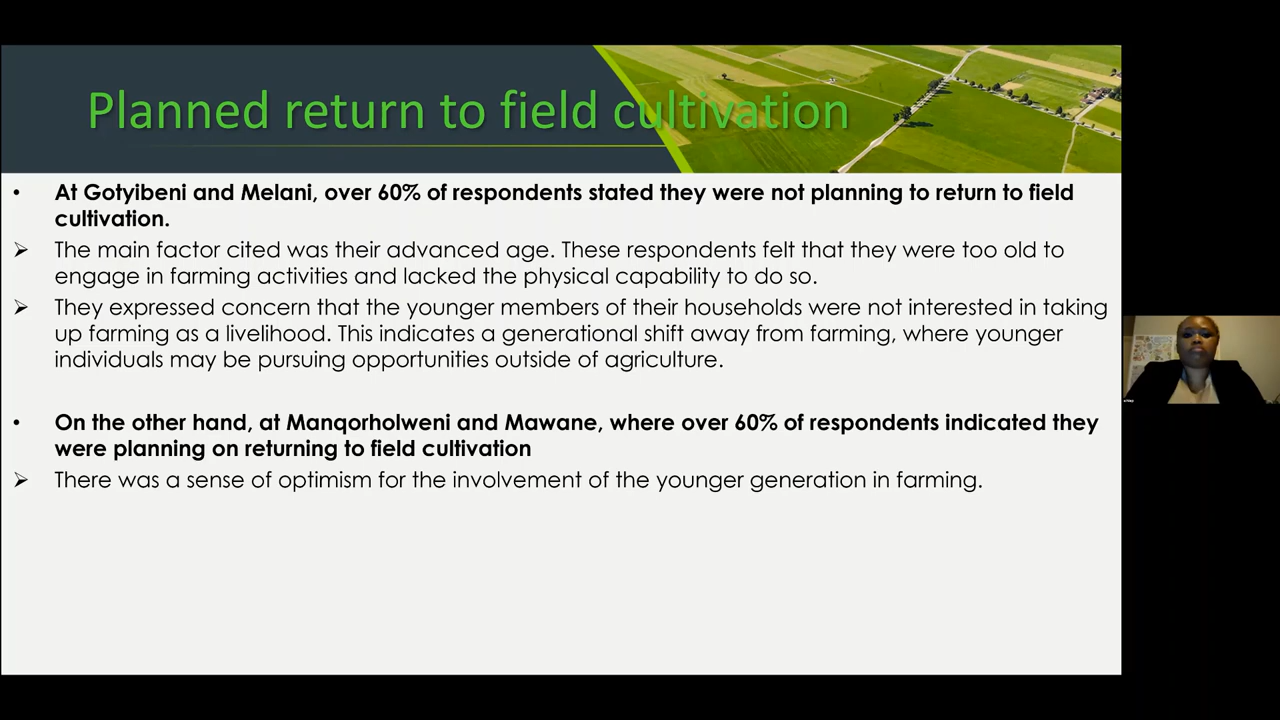 Planned return to field cultivation
• At Gotyibeni and Melani, over 60% of respondents stated they were not planning to return to field
cultivation.
➢ The main factor cited was their advanced age. These respondents felt that they were too old to
engage in farming activities and lacked the physical capability to do so.
➢ They expressed concern that the younger members of their households were not interested in taking
up farming as a livelihood. This indicates a generational shift away from farming, where younger
individuals may be pursuing opportunities outside of agriculture.
• On the other hand, at Manqorholweni and Mawane, where over 60% of respondents indicated they
were planning on returning to field cultivation
➢ There was a sense of optimism for the involvement of the younger generation in farming.